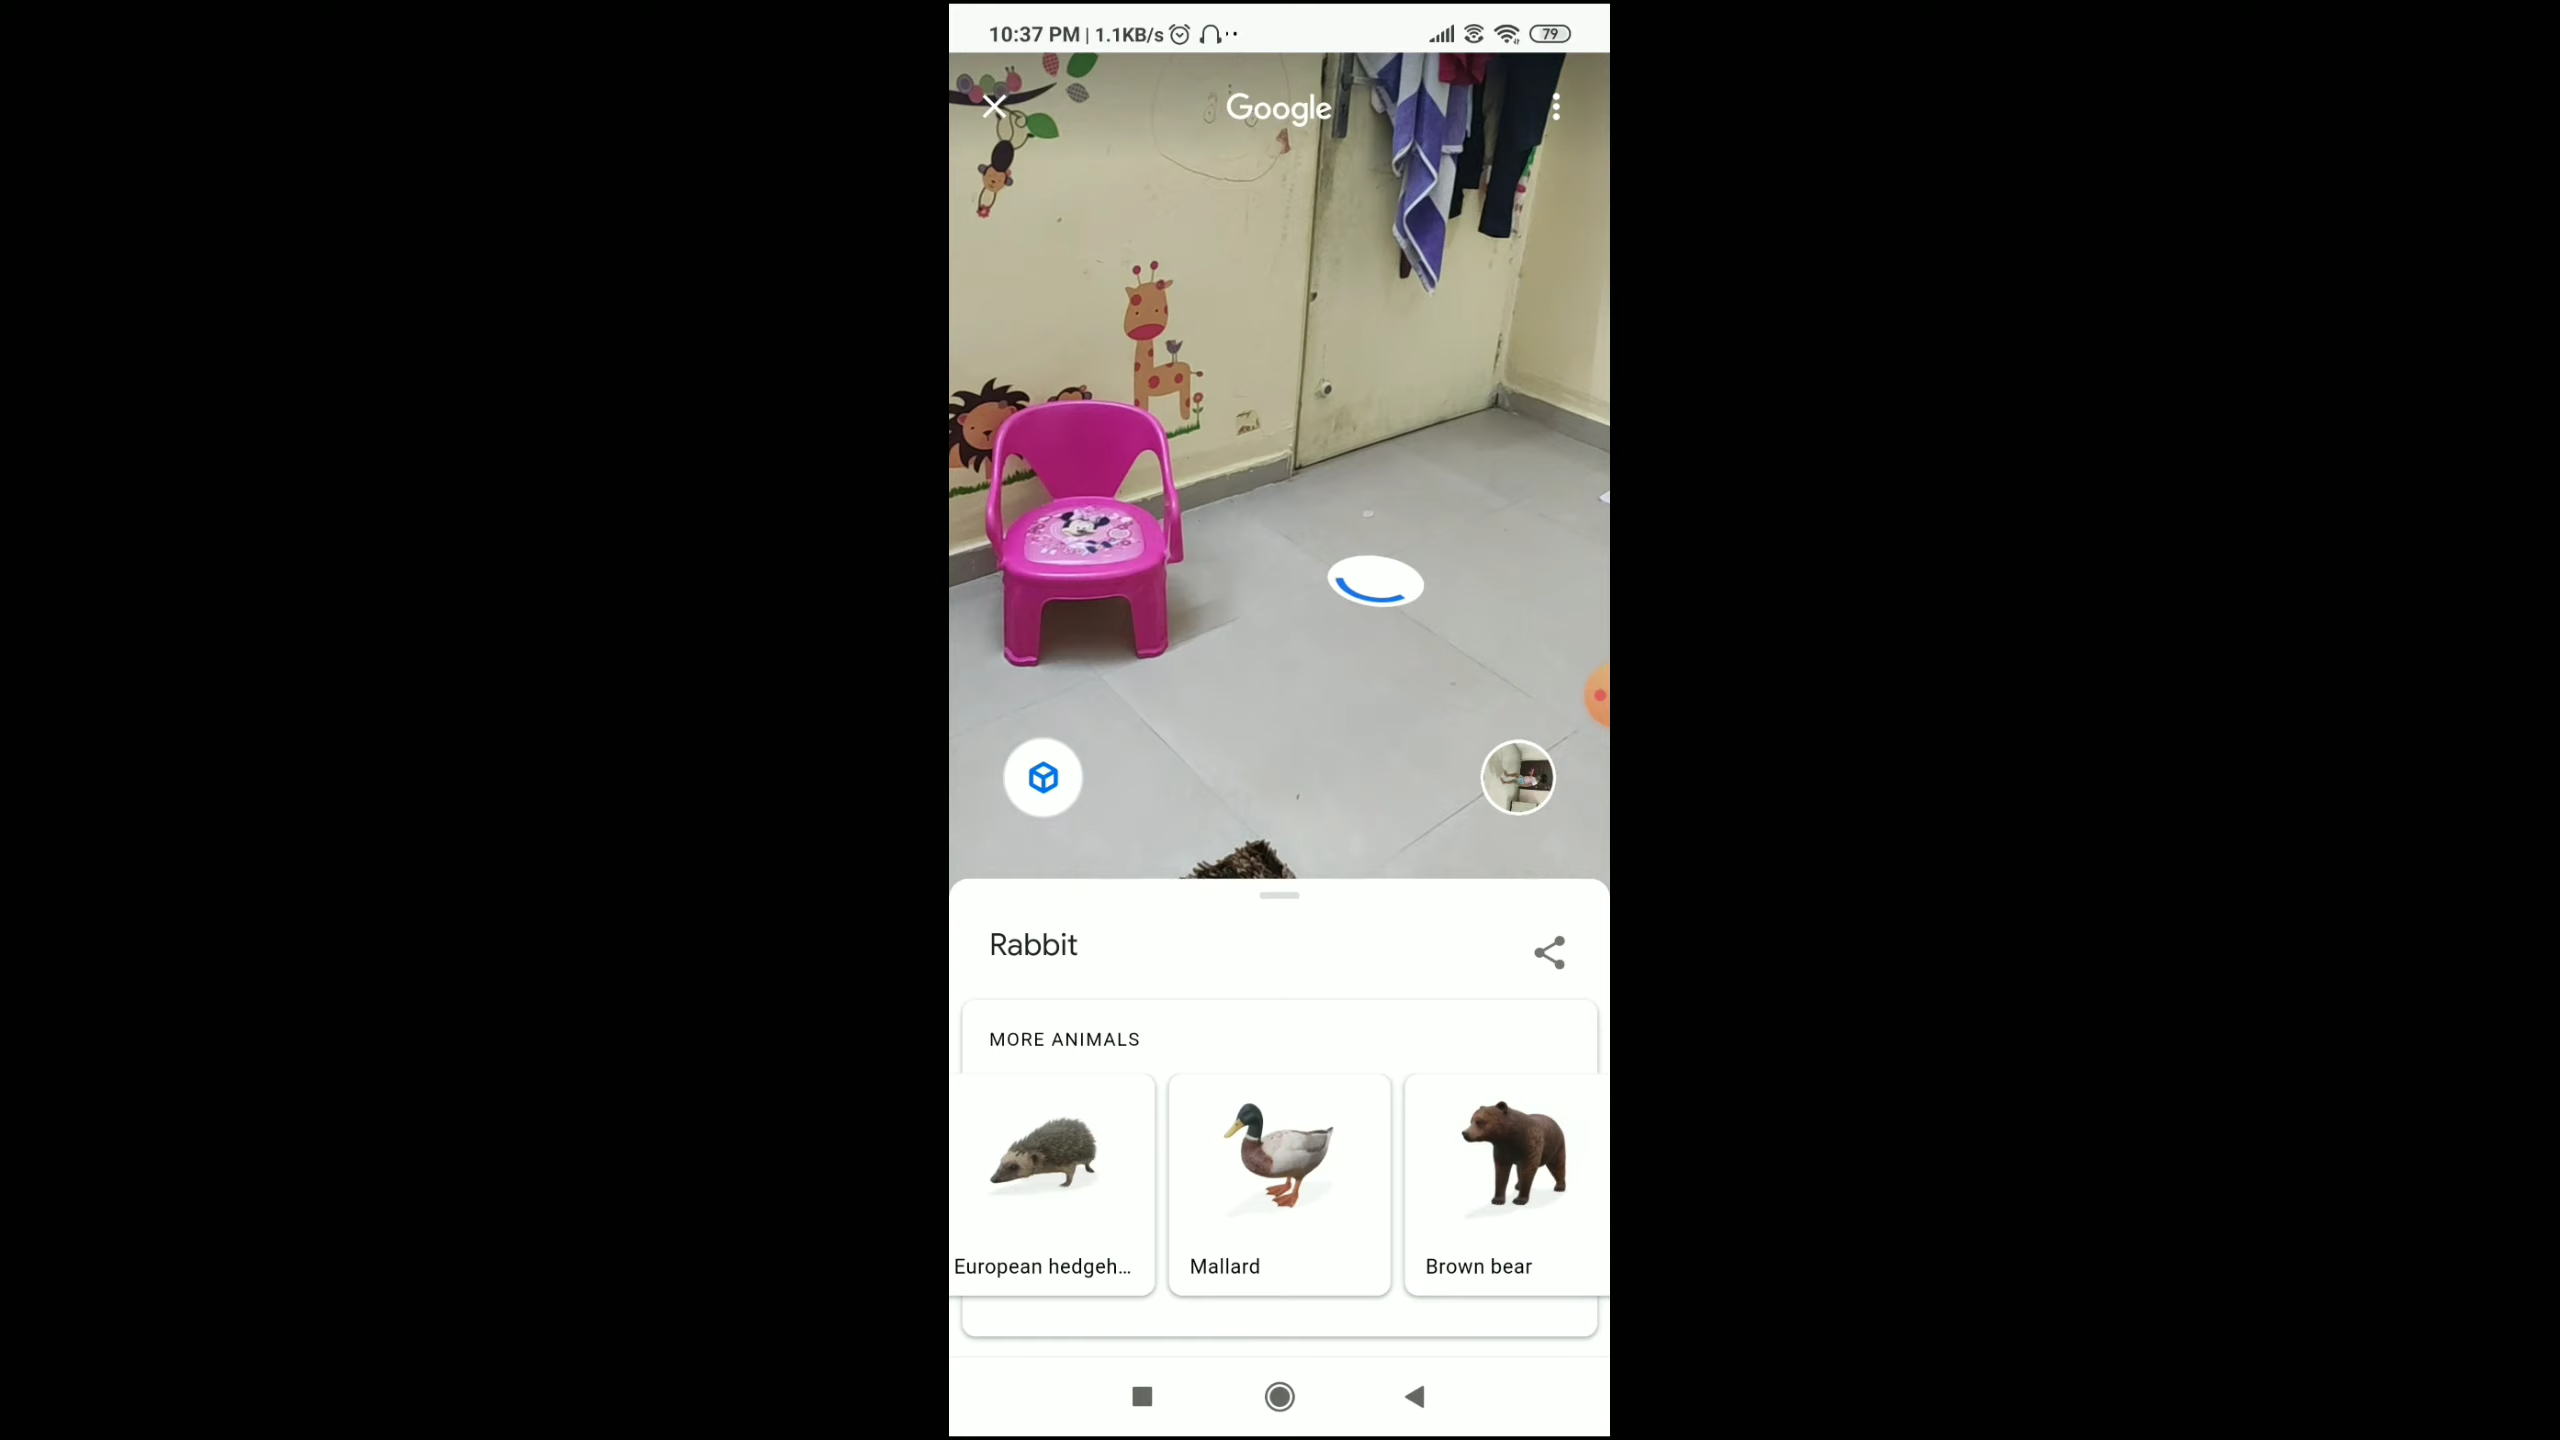 10:37 PM | 1.1KB/s
79
Google
Rabbit
MORE ANIMALS
European hedgeh...
Mallard
Brown bear